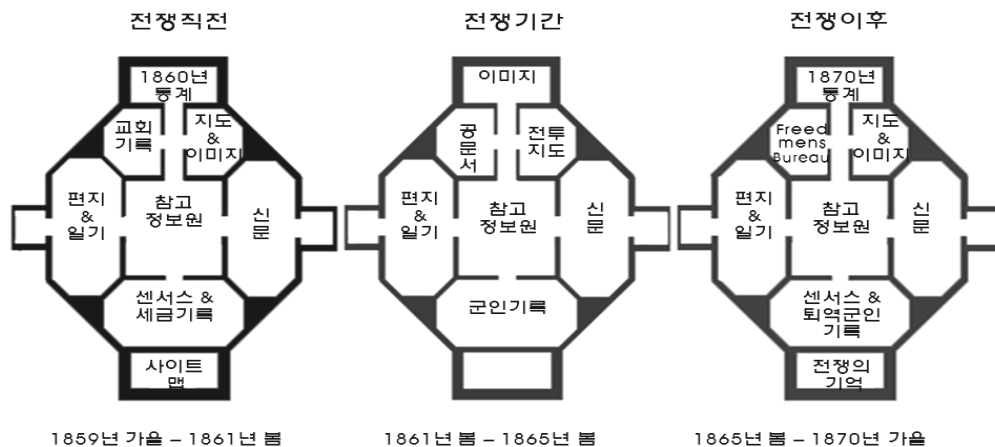 전쟁직전
1860년
통계
교회
기록
지도
&
이미지
편지
&
일기
참고
정보원
신
문
센서스 &
세금기록
사이트
맵
1859년 가을 – 1861년 봄
전쟁기간
이미지
공
문
서
전투
지도
편지
&
일기
참고
정보원
신
문
군인기록
1861년 봄 – 1865년 봄
전쟁이후
1870년
통계
Freed
mens
Bureau
지도
&
이미지
편지
&
일기
참고
정보원
신
문
센서스 &
퇴역군인
기록
전쟁의
기억
1865년 봄 – 1870년 가을